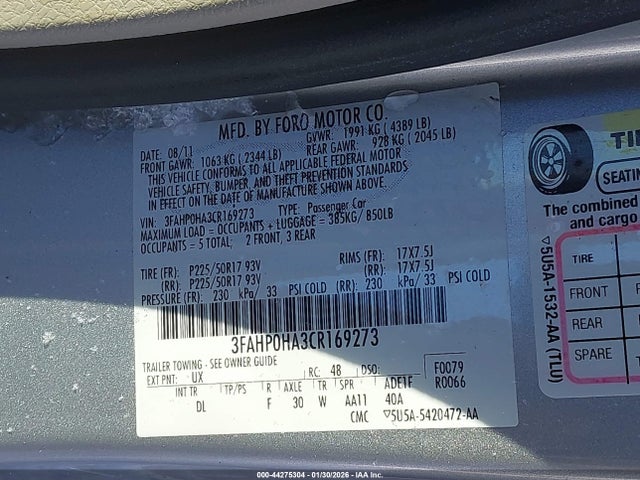 MFD. BY FORD MOTOR CO.
DATE: 08/11 GVWR: 1991 KG ( 4389 LB)
FRONT GAWR: 1063 KG ( 2344 LB) REAR GAWR: 928 KG ( 2045 LB)
THIS VEHICLE CONFORMS TO ALL APPLICABLE FEDERAL MOTOR
VEHICLE SAFETY, BUMPER, AND THEFT PREVENTION STANDARDS
IN EFFECT ON THE DATE OF MANUFACTURE SHOWN ABOVE.
VIN: 3FAHP0HA3CR169273 TYPE: Passenger Car
MAXIMUM LOAD = OCCUPANTS + LUGGAGE = 385KG/ 850LB
OCCUPANTS = 5 TOTAL; 2 FRONT, 3 REAR
TIRE (FR): P225/50R17 93V RIMS (FR): 17X7.5J
(RR): P225/50R17 93V (RR): 17X7.5J
PRESSURE (FR): 230 kPa/ 33 PSI COLD (RR): 230 kPa/ 33 PSI COLD
3FAHP0HA3CR169273
TRAILER TOWING - SEE OWNER GUIDE
EXT PNT: UX RC: 48 DSO: F0079
R0066
INT TR TP/PS R AXLE TR SPR ADE1F
DL F 30 W AA11 40A
CMC ▽5U5A-5420472-AA
TI
SEATIN
The combined
and cargo
TIRE
FRONT
REAR
SPARE
▽5U5A-1532-AA (TLU)
000-44275304 | 01/30/2026 - IAA Inc.